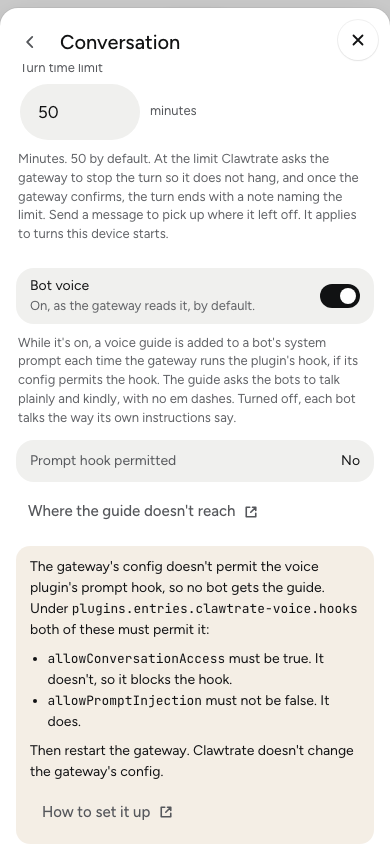 Conversation
Turn time limit
50 minutes
Minutes. 50 by default. At the limit Clawtrate asks the
gateway to stop the turn so it does not hang, and once the
gateway confirms, the turn ends with a note naming the
limit. Send a message to pick up where it left off. It applies
to turns this device starts.
Bot voice
On, as the gateway reads it, by default.
While it's on, a voice guide is added to a bot's system
prompt each time the gateway runs the plugin's hook, if its
config permits the hook. The guide asks the bots to talk
plainly and kindly, with no em dashes. Turned off, each bot
talks the way its own instructions say.
Prompt hook permitted No
Where the guide doesn't reach
The gateway's config doesn't permit the voice
plugin's prompt hook, so no bot gets the guide.
Under plugins.entries.clawtrate-voice.hooks
both of these must permit it:
• allowConversationAccess must be true. It
doesn't, so it blocks the hook.
• allowPromptInjection must not be false. It
does.
Then restart the gateway. Clawtrate doesn't change
the gateway's config.
How to set it up